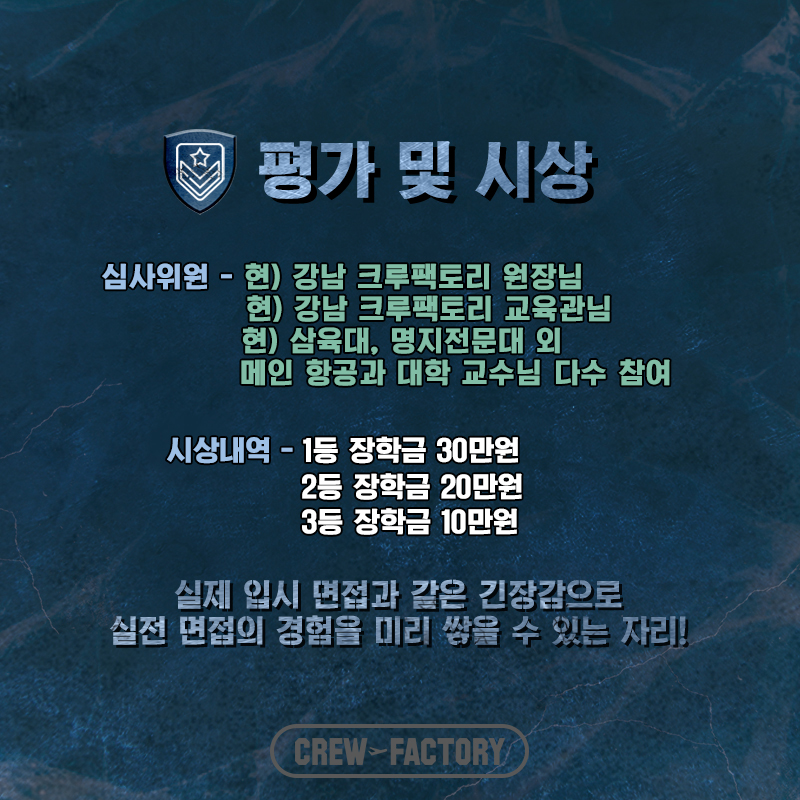 평가 및 시상
심사위원 - 현) 강남 크루팩토리 원장님
현) 강남 크루팩토리 교육관님
현) 삼육대, 명지전문대 외
메인 항공과 대학 교수님 다수 참여
시상내역 - 1등 장학금 30만원
2등 장학금 20만원
3등 장학금 10만원
실제 입시 면접과 같은 긴장감으로
실전 면접의 경험을 미리 쌓을 수 있는 자리!
CREW FACTORY